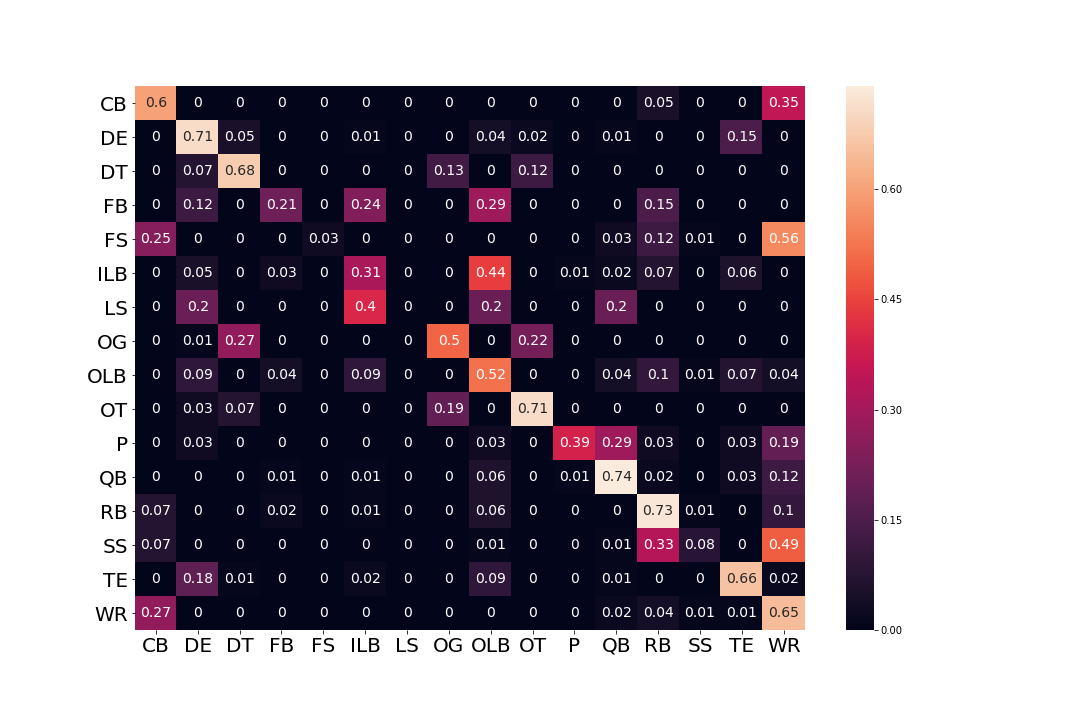 CB 0.6 0 0 0 0 0 0 0 0 0 0 0 0.05 0 0 0.35
DE 0 0.71 0.05 0 0 0.01 0 0 0.04 0.02 0 0.01 0 0 0.15 0
DT 0 0.07 0.68 0 0 0 0 0.13 0 0.12 0 0 0 0 0 0
FB 0 0.12 0 0.21 0 0.24 0 0 0.29 0 0 0 0.15 0 0 0
FS 0.25 0 0 0 0.03 0 0 0 0 0 0 0.03 0.12 0.01 0 0.56
ILB 0 0.05 0 0.03 0 0.31 0 0 0.44 0 0.01 0.02 0.07 0 0.06 0
LS 0 0.2 0 0 0 0.4 0 0 0.2 0 0 0.2 0 0 0 0
OG 0 0.01 0.27 0 0 0 0 0.5 0 0.22 0 0 0 0 0 0
OLB 0 0.09 0 0.04 0 0.09 0 0 0.52 0 0 0.04 0.1 0.01 0.07 0.04
OT 0 0.03 0.07 0 0 0 0 0.19 0 0.71 0 0 0 0 0 0
P 0 0.03 0 0 0 0 0 0 0.03 0 0.39 0.29 0.03 0 0.03 0.19
QB 0 0 0 0.01 0 0.01 0 0 0.06 0 0.01 0.74 0.02 0 0.03 0.12
RB 0.07 0 0 0.02 0 0.01 0 0 0.06 0 0 0 0.73 0.01 0 0.1
SS 0.07 0 0 0 0 0 0 0 0.01 0 0 0.01 0.33 0.08 0 0.49
TE 0 0.18 0.01 0 0 0.02 0 0 0.09 0 0 0.01 0 0 0.66 0.02
WR 0.27 0 0 0 0 0 0 0 0 0 0 0.02 0.04 0.01 0.01 0.65
CB DE DT FB FS ILB LS OG OLB OT P QB RB SS TE WR
0.60
0.45
0.30
0.15
0.00